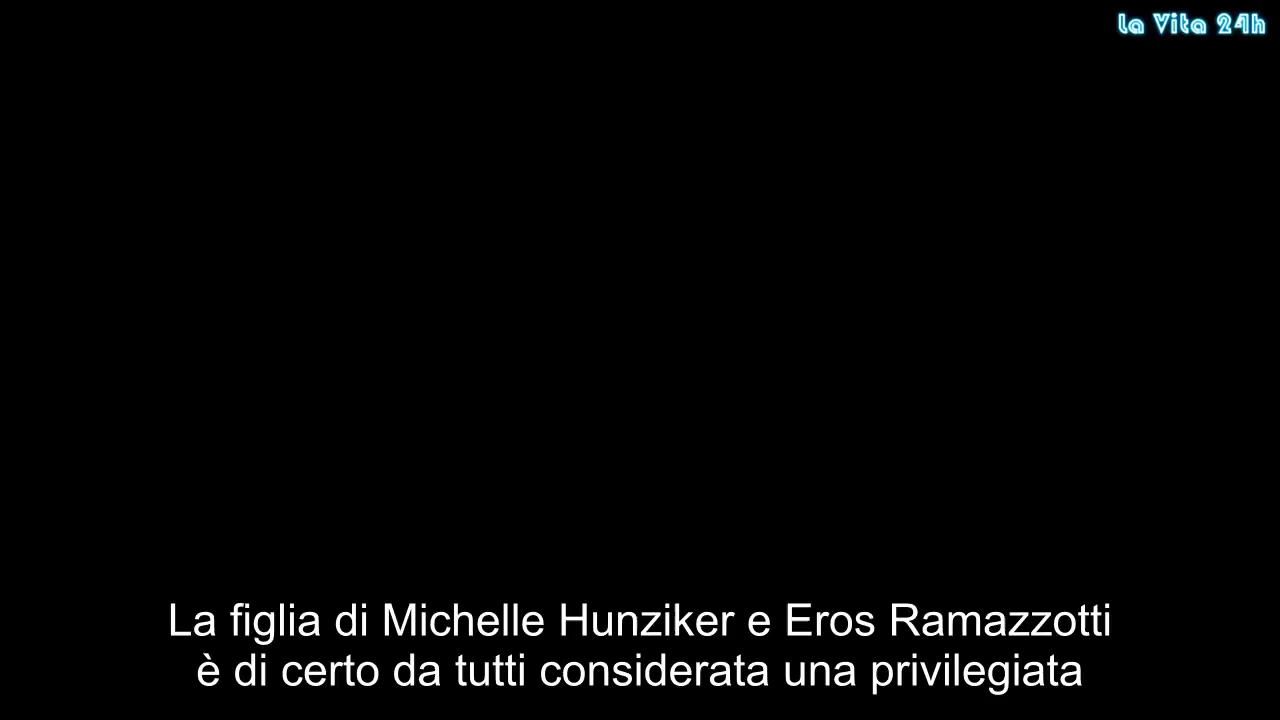 la Vita 24h
La figlia di Michelle Hunziker e Eros Ramazzotti
è di certo da tutti considerata una privilegiata